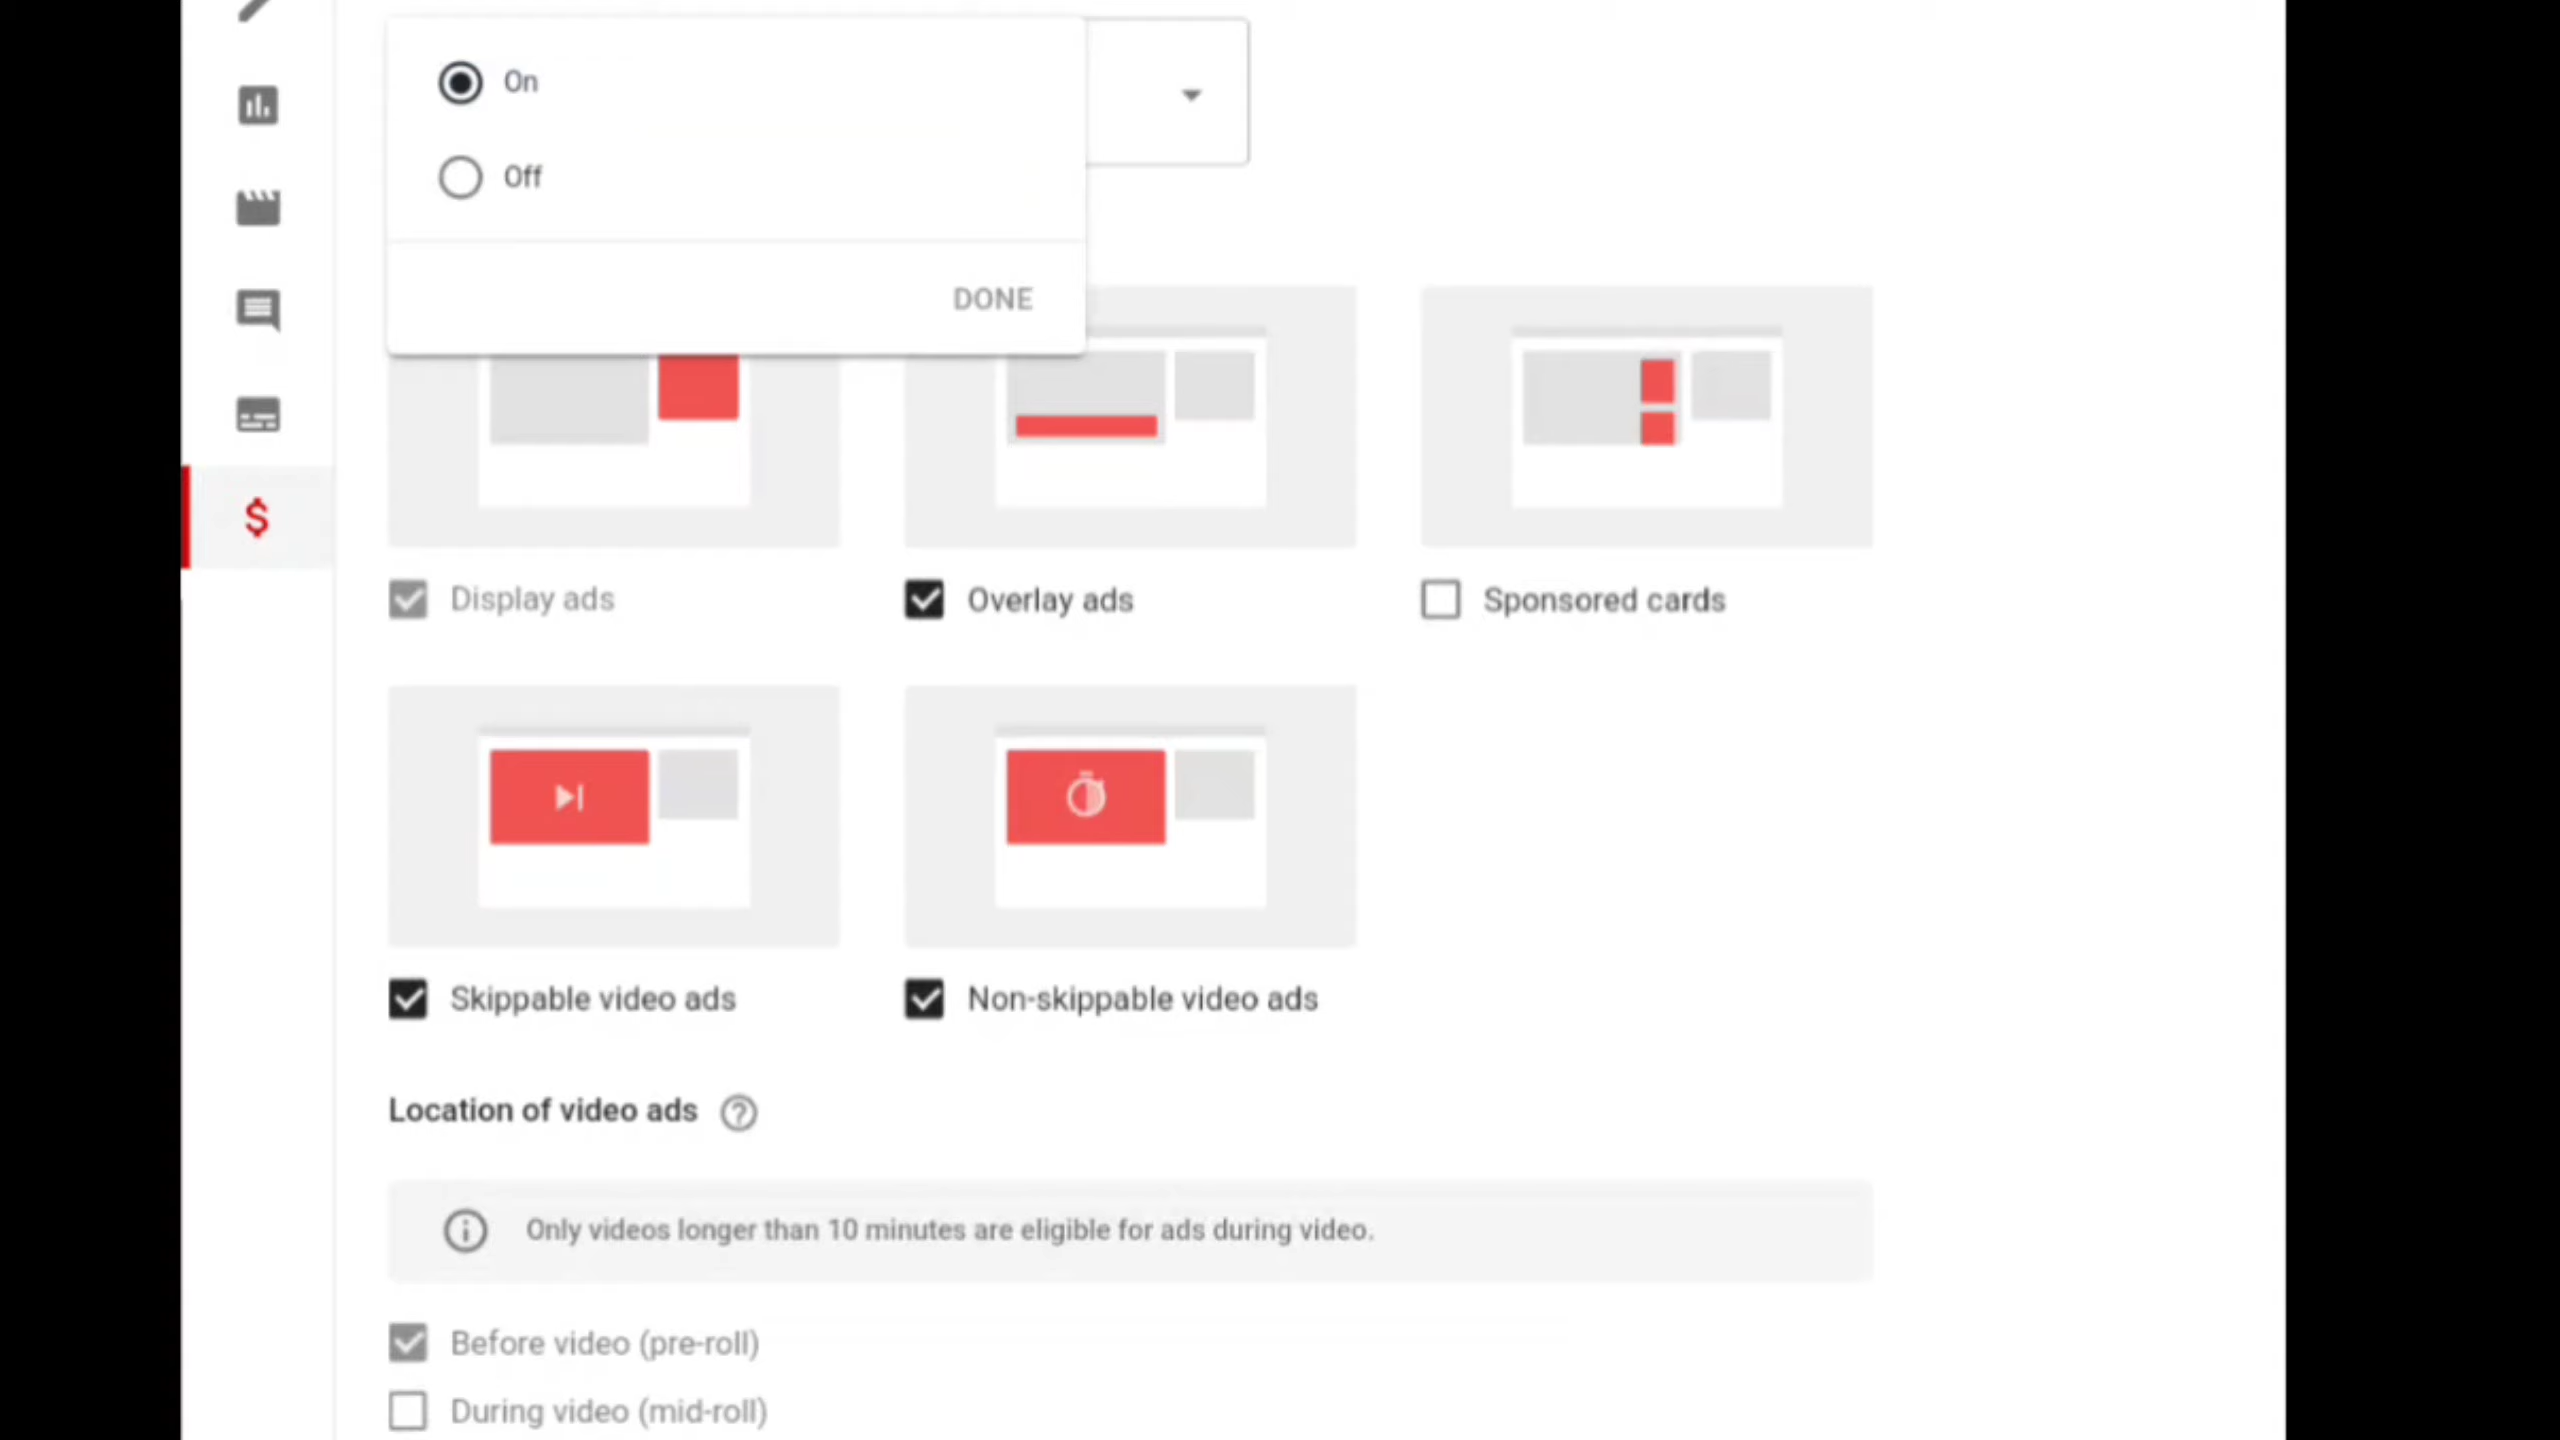 On
Off
DONE
Display ads
Overlay ads
Sponsored cards
Skippable video ads
Non-skippable video ads
Location of video ads
Only videos longer than 10 minutes are eligible for ads during video.
Before video (pre-roll)
During video (mid-roll)